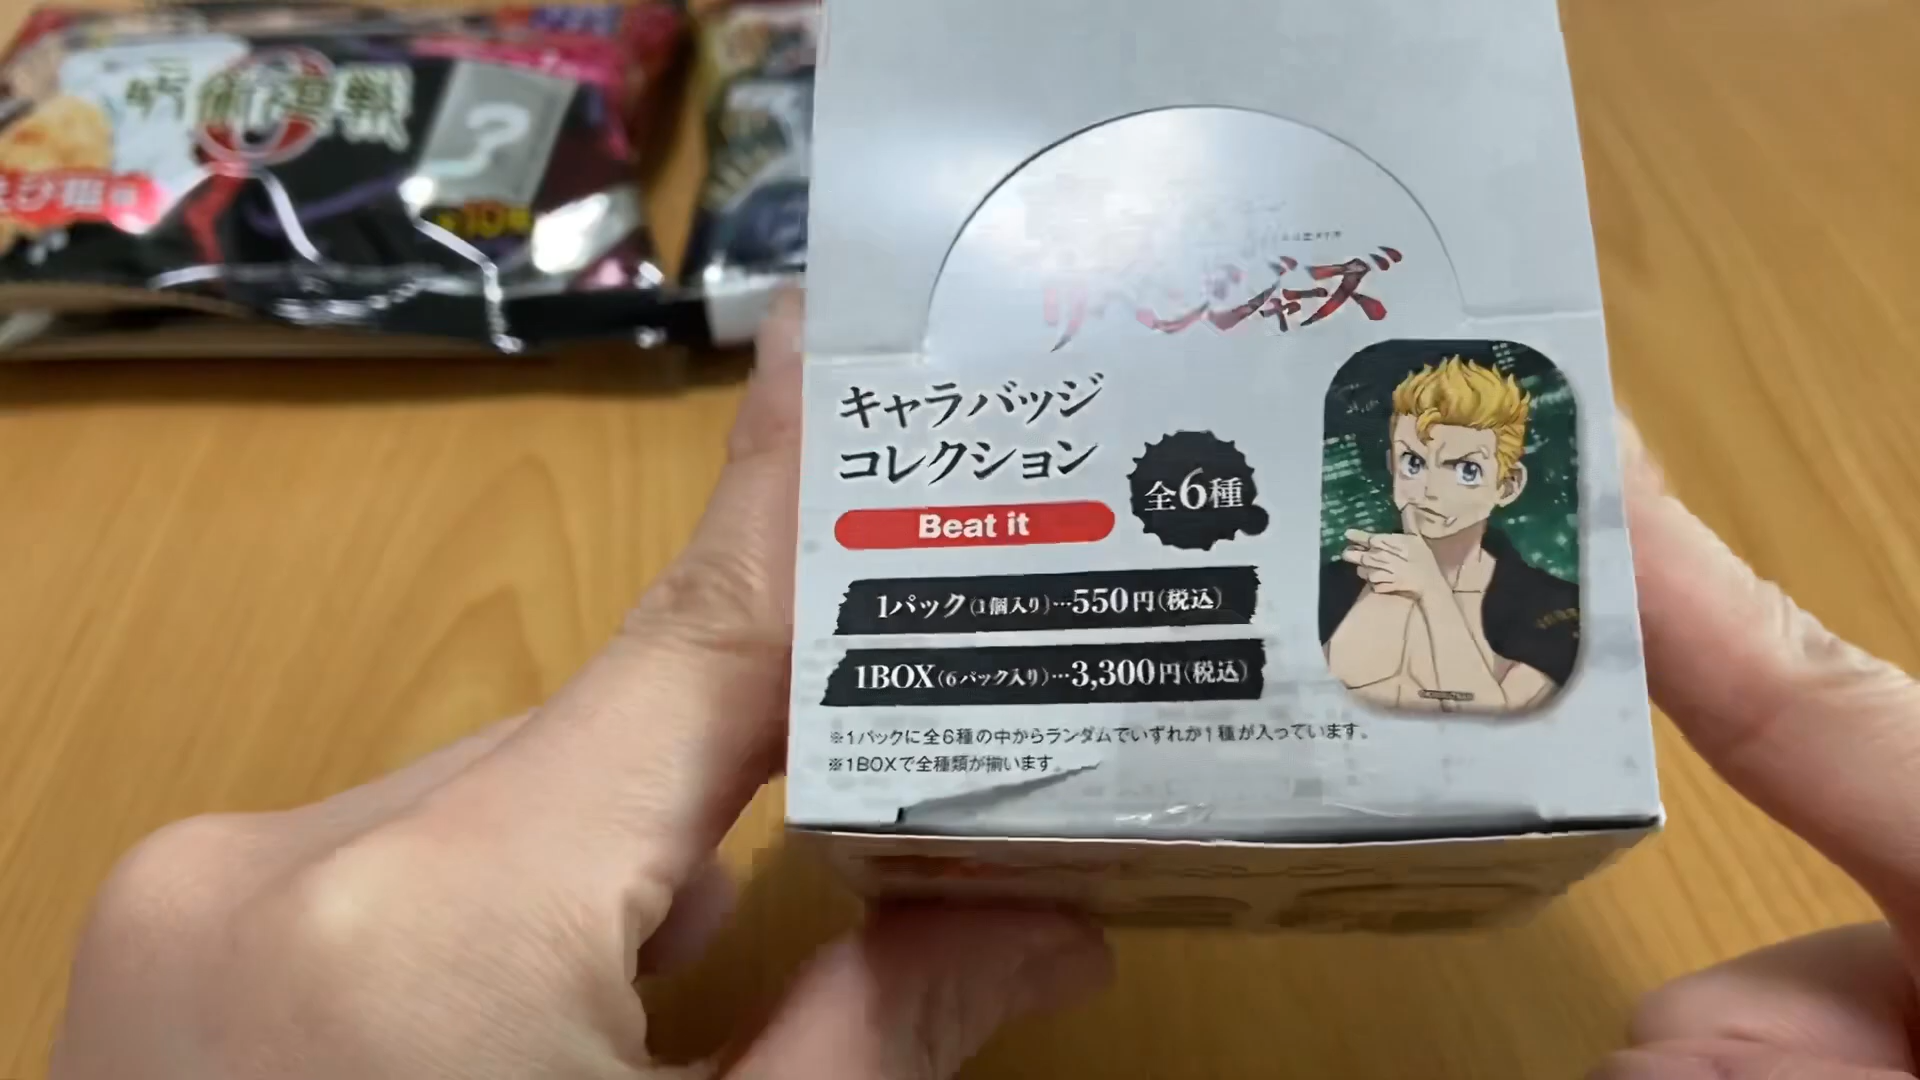 呪術廻戦
?
リベンジャーズ
キャラバッジ
コレクション
全6種
Beat it
1パック(1個入り)…550円(税込)
1BOX(6パック入り)…3,300円(税込)
※1パックに全6種の中からランダムでいずれか1種が入っています。
※1BOXで全種類が揃います。